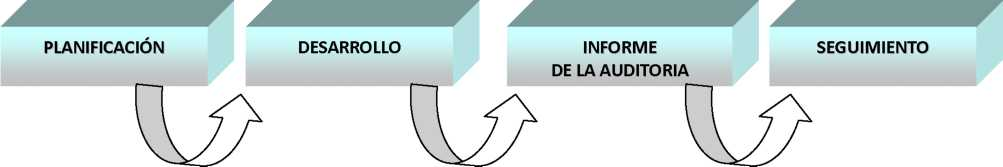 PLANIFICACIÓN
DESARROLLO
INFORME
DE LA AUDITORIA
SEGUIMIENTO